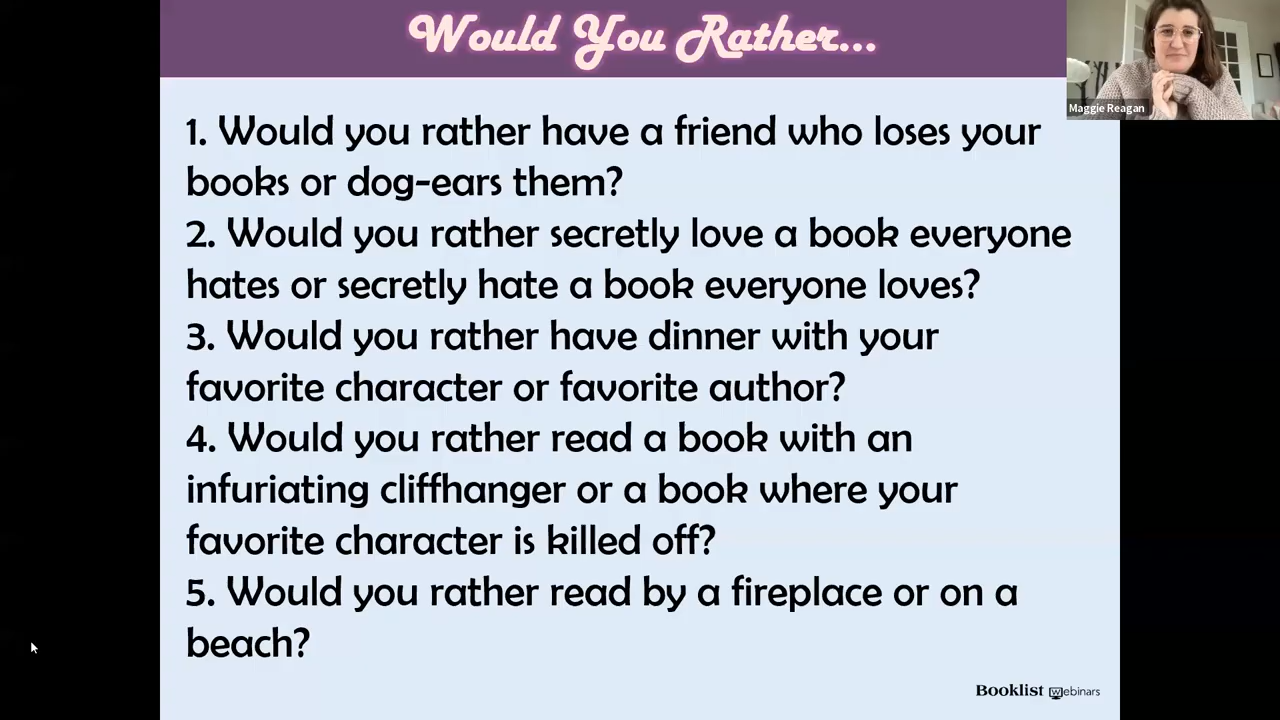 Would You Rather...
Maggie Reagan
1. Would you rather have a friend who loses your
books or dog-ears them?
2. Would you rather secretly love a book everyone
hates or secretly hate a book everyone loves?
3. Would you rather have dinner with your
favorite character or favorite author?
4. Would you rather read a book with an
infuriating cliffhanger or a book where your
favorite character is killed off?
5. Would you rather read by a fireplace or on a
beach?
Booklist Webinars